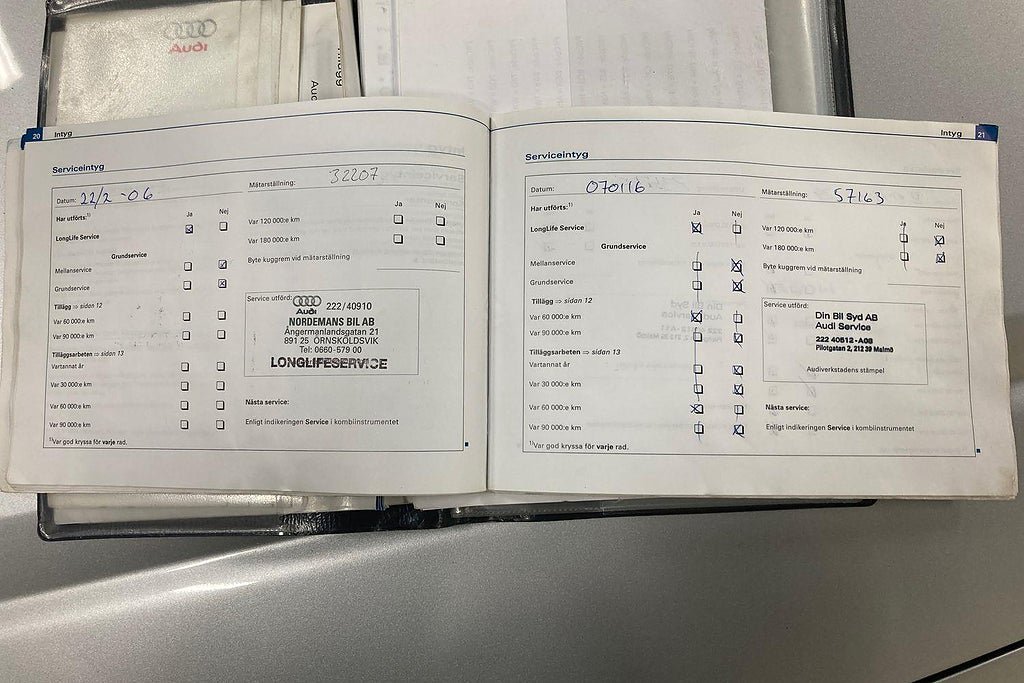 Audi
Audi
20
Intyg
Serviceintyg
Datum: 22/2 -06
Mätarställning: 32207
Har utförts:1)
Ja Nej
Ja Nej
LongLife Service
Var 120 000:e km
Var 180 000:e km
Grundservice
Mellanservice
Byte kuggrem vid mätarställning
Grundservice
Tillägg ⇒ sidan 12
Var 60 000:e km
Var 90 000:e km
Tilläggsarbeten ⇒ sidan 13
Vartannat år
Var 30 000:e km
Var 60 000:e km
Var 90 000:e km
1)Var god kryssa för varje rad.
Service utförd:
Audi
222/40910
NORDEMANS BIL AB
Ångermanlandsgatan 21
891 25 ÖRNSKÖLDSVIK
Tel: 0660-579 00
LONGLIFESERVICE
Nästa service:
Enligt indikeringen Service i kombiinstrumentet
Intyg
21
Serviceintyg
Datum: 070116
Mätarställning: 57163
Har utförts:1)
Ja Nej
Ja Nej
LongLife Service
Var 120 000:e km
Var 180 000:e km
Grundservice
Mellanservice
Byte kuggrem vid mätarställning
Grundservice
Tillägg ⇒ sidan 12
Var 60 000:e km
Var 90 000:e km
Tilläggsarbeten ⇒ sidan 13
Vartannat år
Var 30 000:e km
Var 60 000:e km
Var 90 000:e km
1)Var god kryssa för varje rad.
Service utförd:
Din Bil Syd AB
Audi Service
222 40512-A08
Pilotgatan 2, 212 39 Malmö
Audiverkstadens stämpel
Nästa service:
Enligt indikeringen Service i kombiinstrumentet